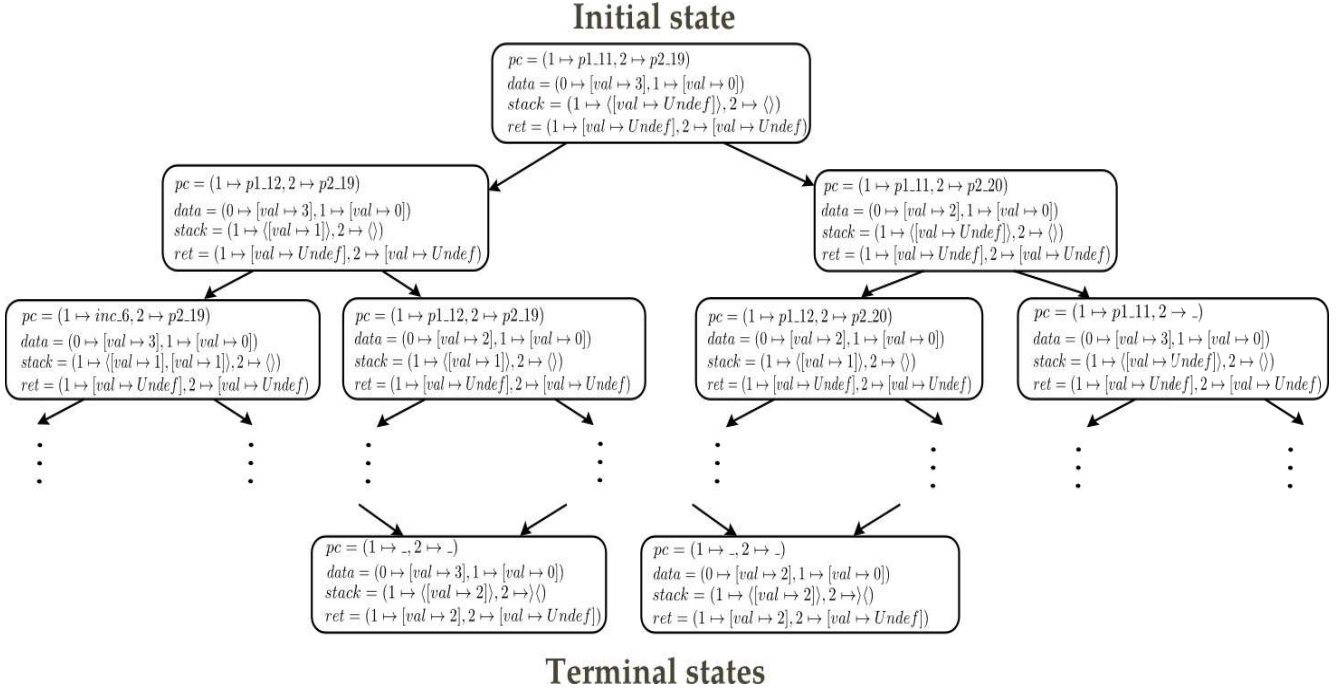 Initial state
pc = (1 ↦ p1_11, 2 ↦ p2_19)
data = (0 ↦ [val ↦ 3], 1 ↦ [val ↦ 0])
stack = (1 ↦ ⟨[val ↦ Undef]⟩, 2 ↦ ⟨⟩)
ret = (1 ↦ [val ↦ Undef], 2 ↦ [val ↦ Undef)
pc = (1 ↦ p1_12, 2 ↦ p2_19)
data = (0 ↦ [val ↦ 3], 1 ↦ [val ↦ 0])
stack = (1 ↦ ⟨[val ↦ 1]⟩, 2 ↦ ⟨⟩)
ret = (1 ↦ [val ↦ Undef], 2 ↦ [val ↦ Undef)
pc = (1 ↦ p1_11, 2 ↦ p2_20)
data = (0 ↦ [val ↦ 2], 1 ↦ [val ↦ 0])
stack = (1 ↦ ⟨[val ↦ Undef]⟩, 2 ↦ ⟨⟩)
ret = (1 ↦ [val ↦ Undef], 2 ↦ [val ↦ Undef)
pc = (1 ↦ inc_6, 2 ↦ p2_19)
data = (0 ↦ [val ↦ 3], 1 ↦ [val ↦ 0])
stack = (1 ↦ ⟨[val ↦ 1], [val ↦ 1]⟩, 2 ↦ ⟨⟩)
ret = (1 ↦ [val ↦ Undef], 2 ↦ [val ↦ Undef)
pc = (1 ↦ p1_12, 2 ↦ p2_19)
data = (0 ↦ [val ↦ 2], 1 ↦ [val ↦ 0])
stack = (1 ↦ ⟨[val ↦ 1]⟩, 2 ↦ ⟨⟩)
ret = (1 ↦ [val ↦ Undef], 2 ↦ [val ↦ Undef)
pc = (1 ↦ p1_12, 2 ↦ p2_20)
data = (0 ↦ [val ↦ 2], 1 ↦ [val ↦ 0])
stack = (1 ↦ ⟨[val ↦ 1]⟩, 2 ↦ ⟨⟩)
ret = (1 ↦ [val ↦ Undef], 2 ↦ [val ↦ Undef)
pc = (1 ↦ p1_11, 2 → _)
data = (0 ↦ [val ↦ 3], 1 ↦ [val ↦ 0])
stack = (1 ↦ ⟨[val ↦ Undef]⟩, 2 ↦ ⟨⟩)
ret = (1 ↦ [val ↦ Undef], 2 ↦ [val ↦ Undef)
pc = (1 ↦ _, 2 ↦ _)
data = (0 ↦ [val ↦ 3], 1 ↦ [val ↦ 0])
stack = (1 ↦ ⟨[val ↦ 2]⟩, 2 ↦⟩⟨)
ret = (1 ↦ [val ↦ 2], 2 ↦ [val ↦ Undef])
pc = (1 ↦ _, 2 ↦ _)
data = (0 ↦ [val ↦ 2], 1 ↦ [val ↦ 0])
stack = (1 ↦ ⟨[val ↦ 2]⟩, 2 ↦⟩⟨)
ret = (1 ↦ [val ↦ 2], 2 ↦ [val ↦ Undef])
Terminal states